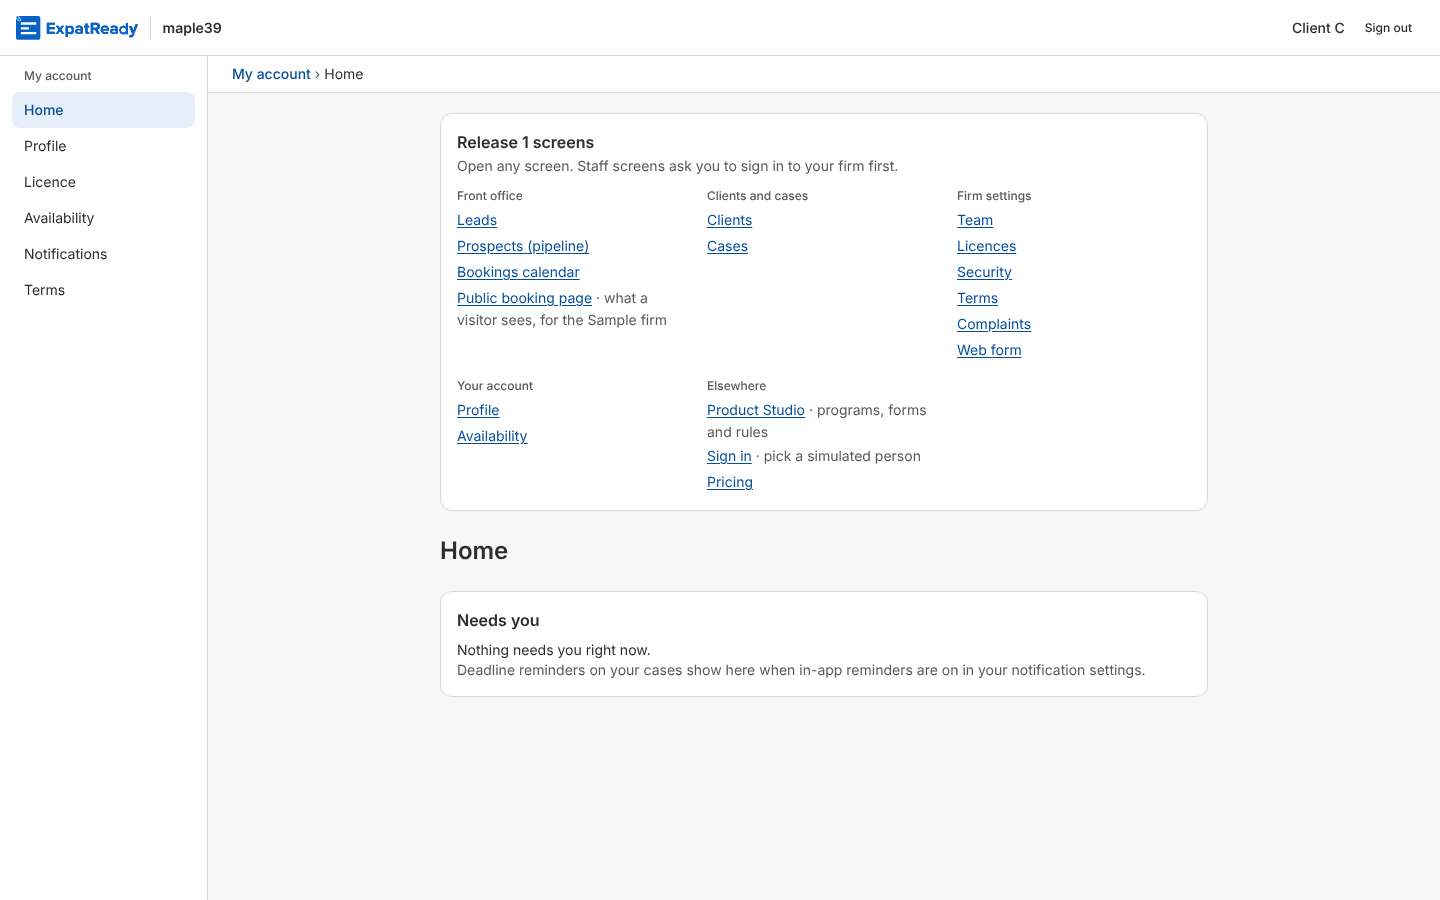 ExpatReady
maple39
Client C
Sign out
My account
Home
Profile
Licence
Availability
Notifications
Terms
My account › Home
Release 1 screens
Open any screen. Staff screens ask you to sign in to your firm first.
Front office
Leads
Prospects (pipeline)
Bookings calendar
Public booking page · what a
visitor sees, for the Sample firm
Clients and cases
Clients
Cases
Firm settings
Team
Licences
Security
Terms
Complaints
Web form
Your account
Profile
Availability
Elsewhere
Product Studio · programs, forms
and rules
Sign in · pick a simulated person
Pricing
Home
Needs you
Nothing needs you right now.
Deadline reminders on your cases show here when in-app reminders are on in your notification settings.